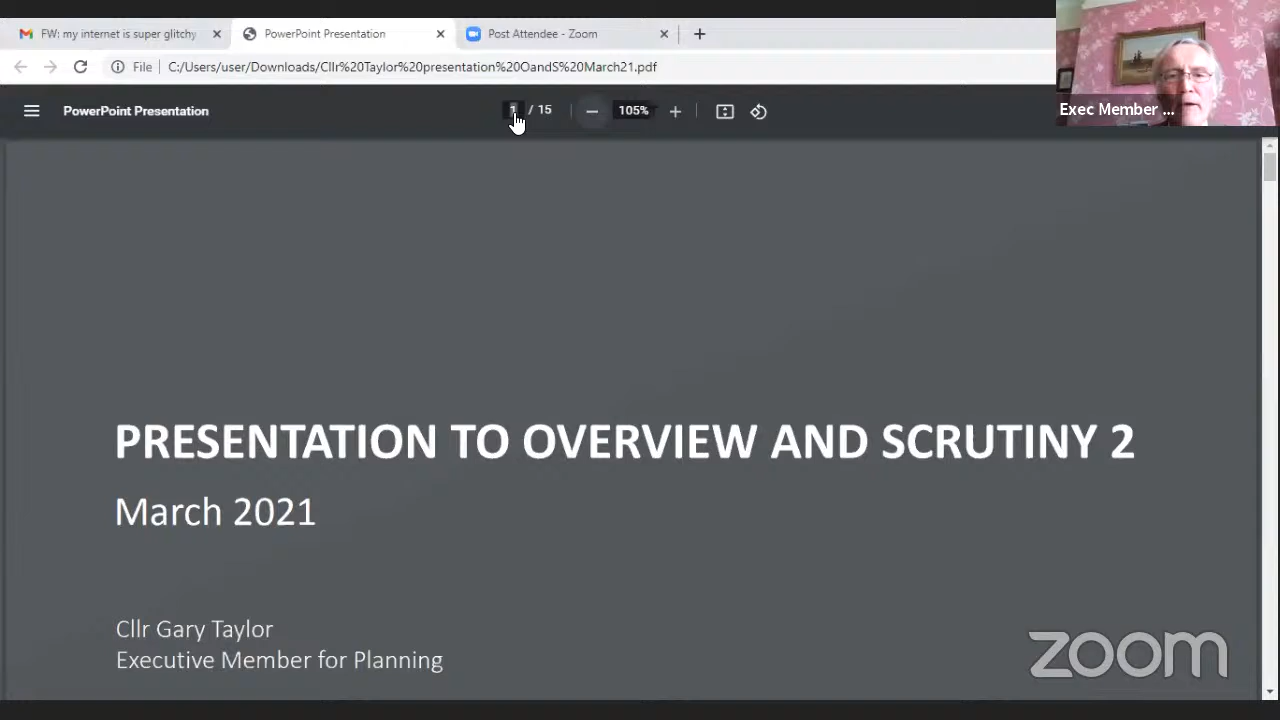 FW: my internet is super glitchy
PowerPoint Presentation
Post Attendee - Zoom
File
C:/Users/user/Downloads/Cllr%20Taylor%20presentation%20OandS%20March21.pdf
Exec Member ...
PowerPoint Presentation
1 / 15
105%
PRESENTATION TO OVERVIEW AND SCRUTINY 2
March 2021
Cllr Gary Taylor
Executive Member for Planning
zoom